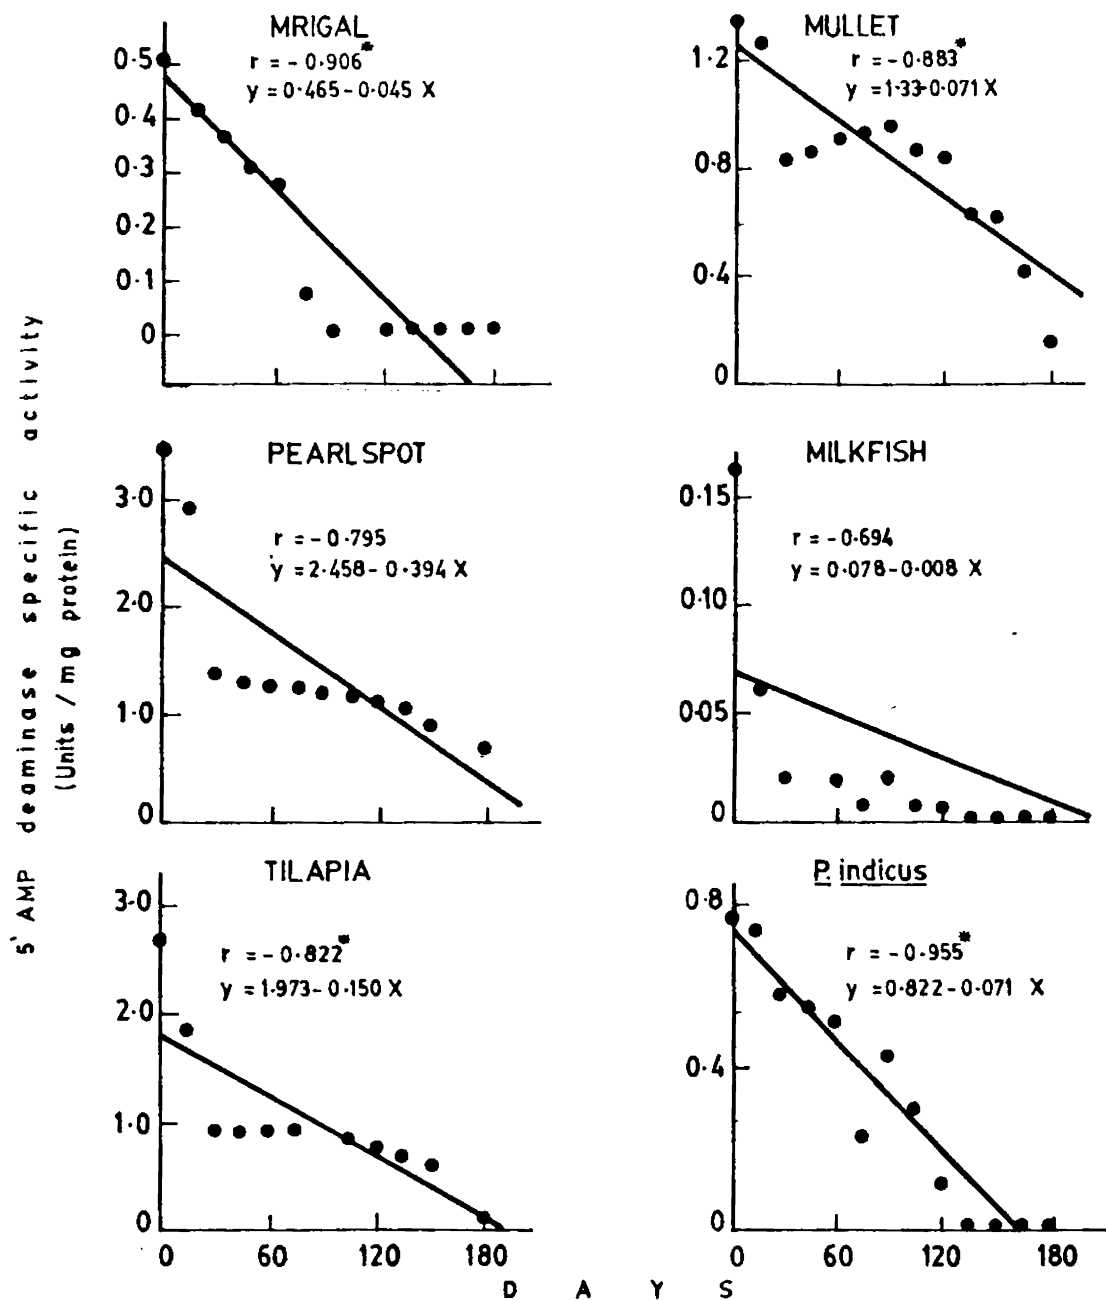 MRIGAL
r = - 0.906*
y = 0.465 - 0.045 X
0.5
0.4
0.3
0.2
0.1
0
MULLET
r = - 0.883*
y = 1.33-0.071 X
1.2
0.8
0.4
0
PEARLSPOT
r = - 0.795
y = 2.458 - 0.394 X
3.0
2.0
1.0
0
MILKFISH
r = - 0.694
y = 0.078 - 0.008 X
0.15
0.10
0.05
0
TILAPIA
r = - 0.822*
y = 1.973 - 0.150 X
3.0
2.0
1.0
0
0 60 120 180
P. indicus
r = - 0.955*
y = 0.822 - 0.071 X
0.8
0.4
0
0 60 120 180
DAYS
5' AMP deaminase specific activity
(Units / mg protein)